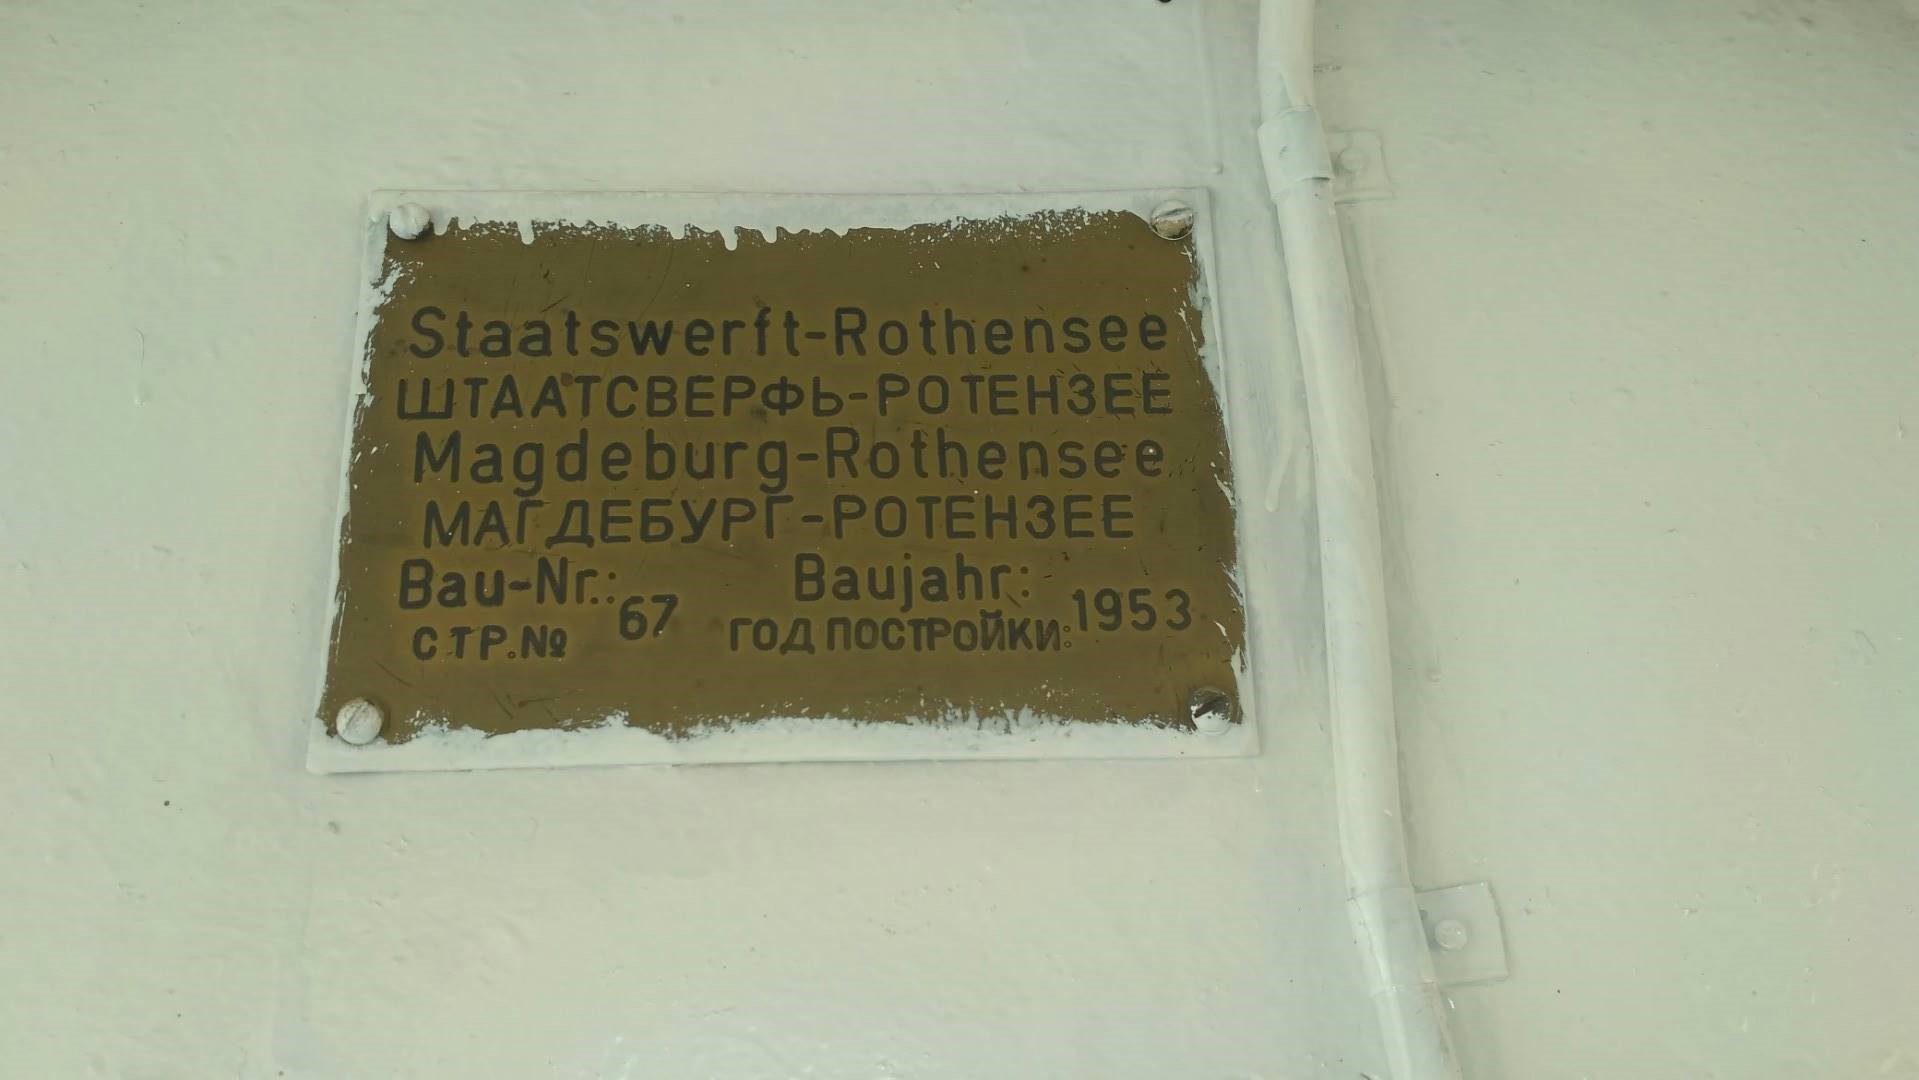 Staatswerft-Rothensee
ШТААТСВЕРФЬ-РОТЕНЗЕЕ
Magdeburg-Rothensee
МАГДЕБУРГ-РОТЕНЗЕЕ
Bau-Nr.: 67 Baujahr: 1953
СТР.№ ГОД ПОСТРОЙКИ: